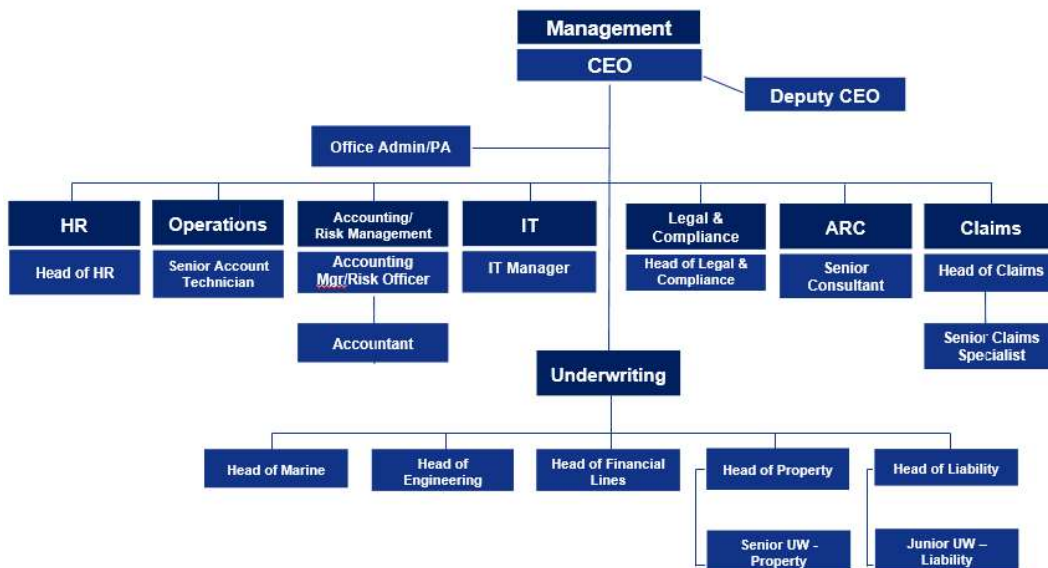 Management
CEO
Deputy CEO
Office Admin/PA
HR
Head of HR
Operations
Senior Account
Technician
Accounting/
Risk Management
Accounting
Mgr/Risk Officer
Accountant
IT
IT Manager
Legal &
Compliance
Head of Legal &
Compliance
ARC
Senior
Consultant
Claims
Head of Claims
Senior Claims
Specialist
Underwriting
Head of Marine
Head of
Engineering
Head of Financial
Lines
Head of Property
Head of Liability
Senior UW -
Property
Junior UW –
Liability